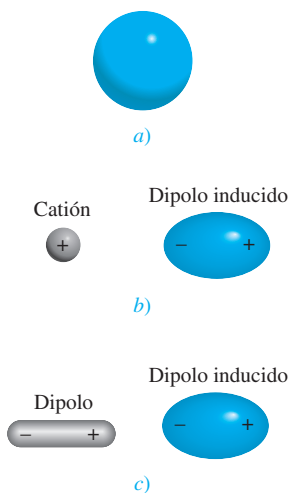 a)
Catión
Dipolo inducido
+
− +
b)
Dipolo
Dipolo inducido
− +
− +
c)